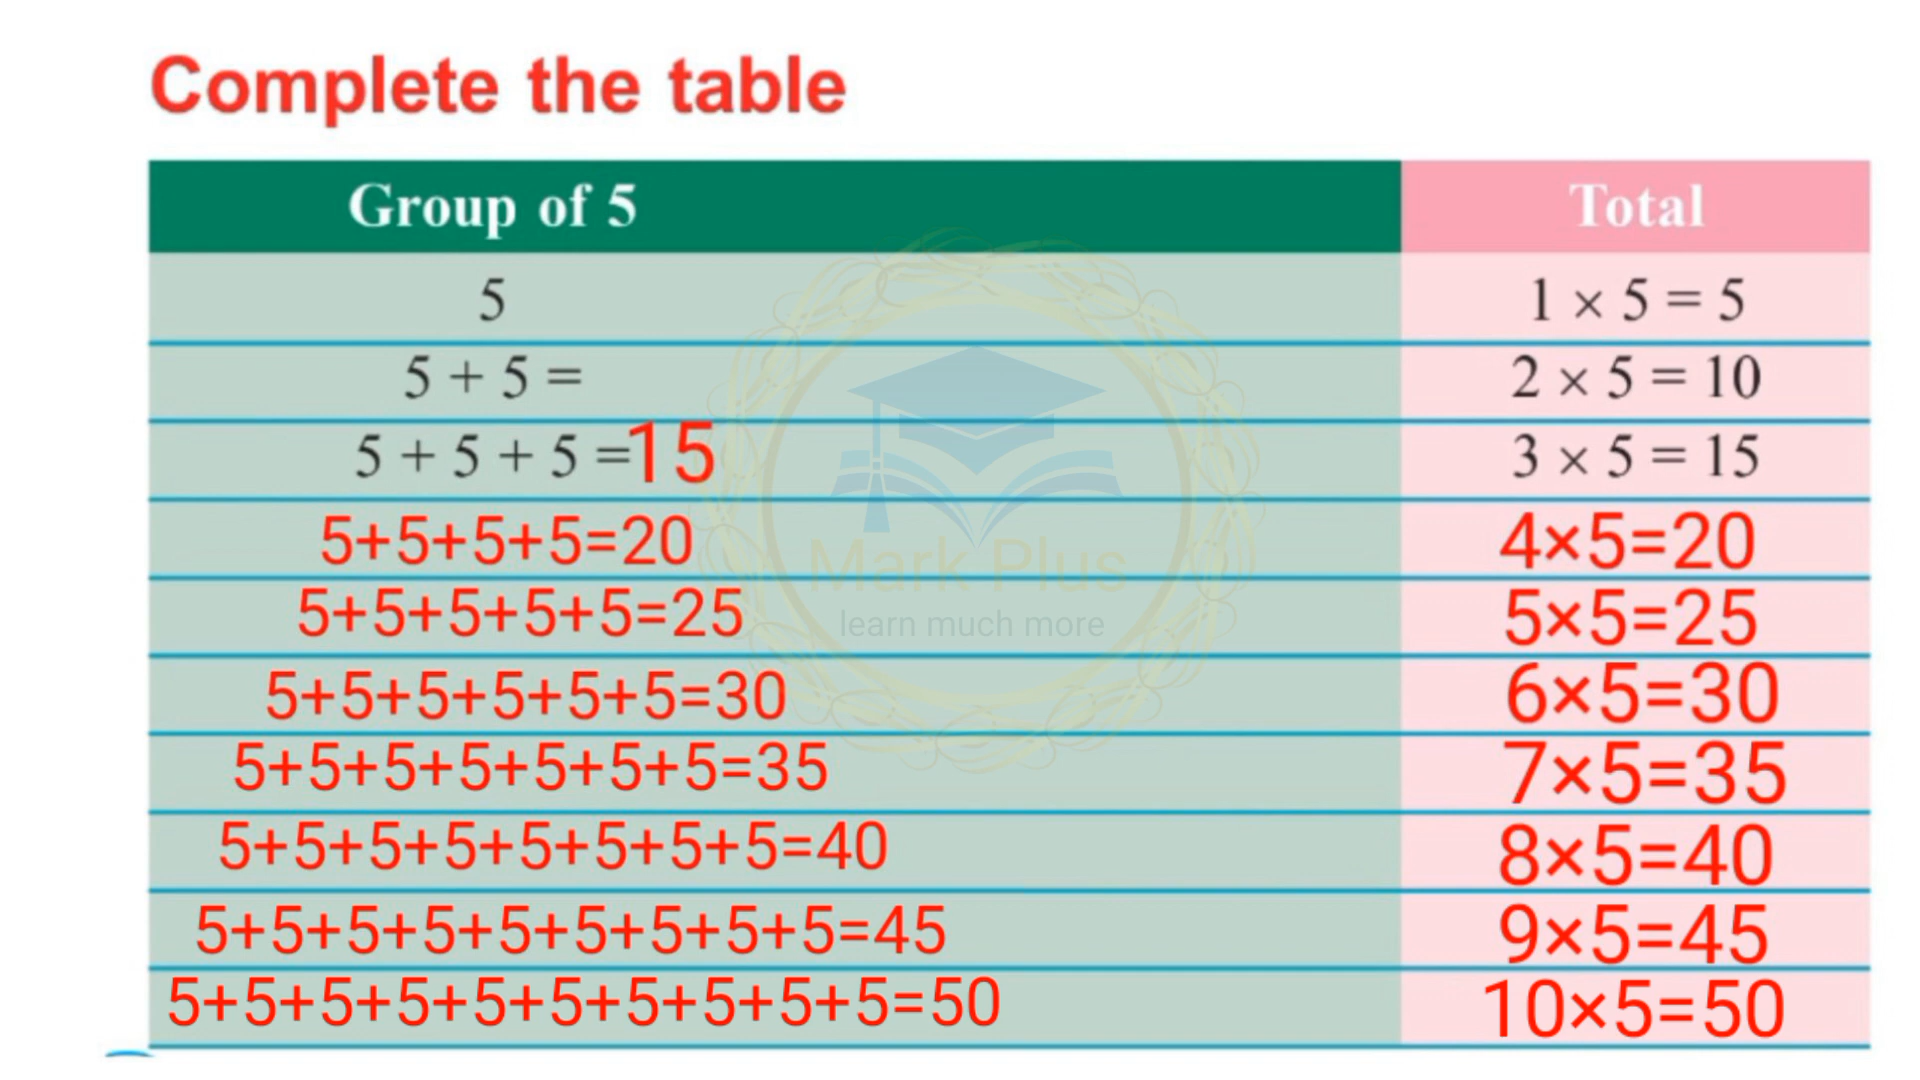 Complete the table
Group of 5 Total
5 1 × 5 = 5
5 + 5 = 2 × 5 = 10
5 + 5 + 5 =15 3 × 5 = 15
5+5+5+5=20 4×5=20
5+5+5+5+5=25 5×5=25
5+5+5+5+5+5=30 6×5=30
5+5+5+5+5+5+5=35 7×5=35
5+5+5+5+5+5+5+5=40 8×5=40
5+5+5+5+5+5+5+5+5=45 9×5=45
5+5+5+5+5+5+5+5+5+5=50 10×5=50
Mark Plus
learn much more